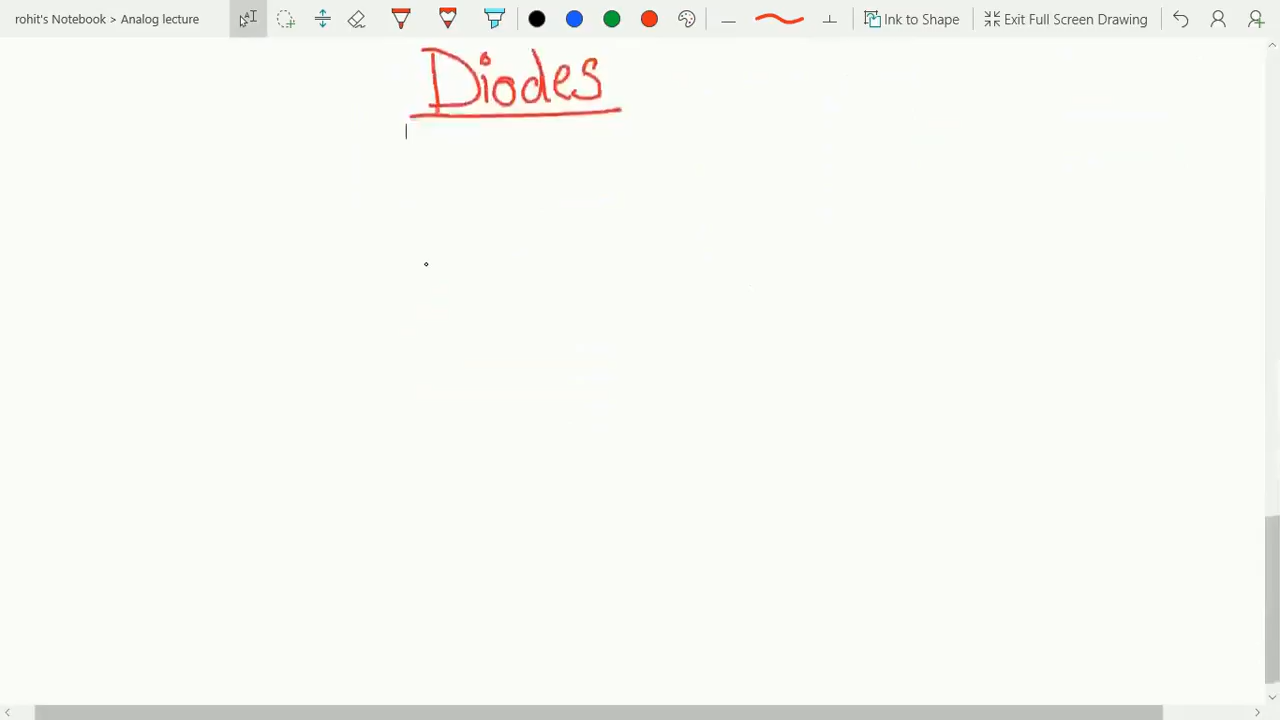 rohit's Notebook > Analog lecture
Ink to Shape
Exit Full Screen Drawing
Diodes